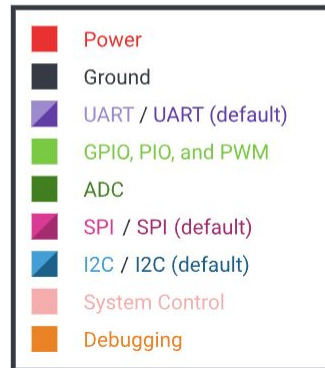 Power
Ground
UART / UART (default)
GPIO, PIO, and PWM
ADC
SPI / SPI (default)
I2C / I2C (default)
System Control
Debugging